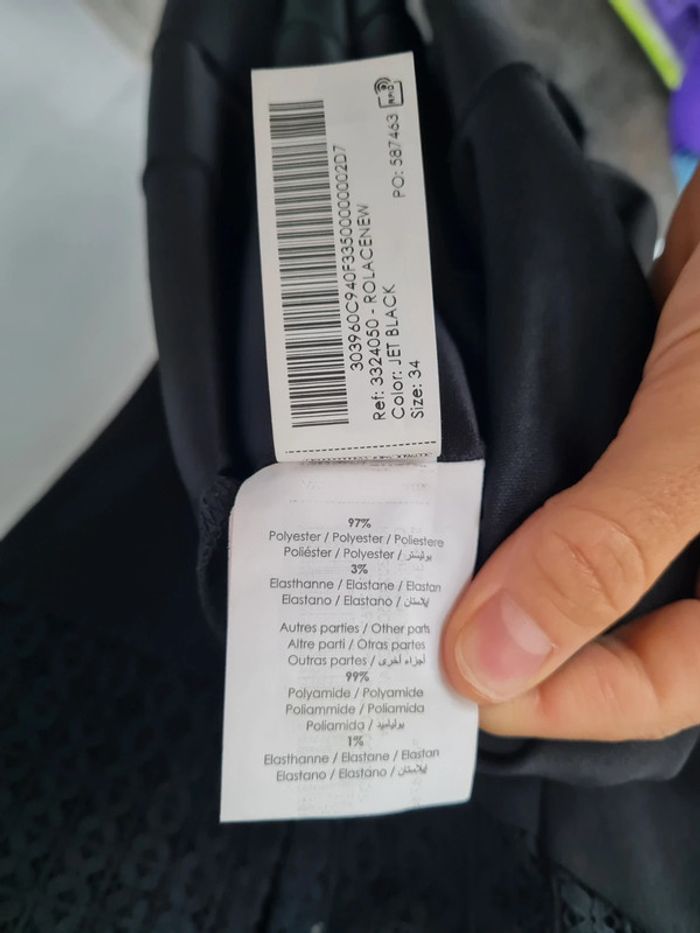 RFID
PO: 587463
303960C940F33500000002D7
Ref: 3324050 - ROLACENEW
Color: JET BLACK
Size: 34
97%
Polyester / Polyester / Poliestere
Poliéster / Polyester / بوليستر
3%
Elasthanne / Elastane / Elastan
Elastano / Elastano / إيلاستان
Autres parties / Other parts
Altre parti / Otras partes
Outras partes / أجزاء أخرى
99%
Polyamide / Polyamide
Poliammide / Poliamida
Poliamida / بولياميد
1%
Elasthanne / Elastane / Elastan
Elastano / Elastano / إيلاستان